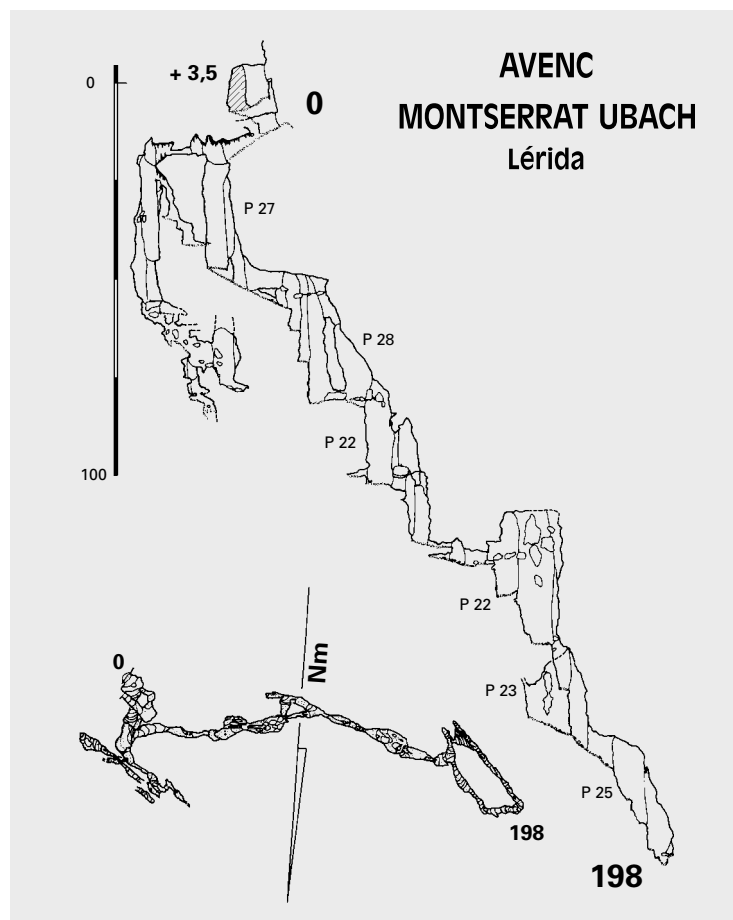 AVENC
MONTSERRAT UBACH
Lérida
+ 3,5
0
0
P 27
P 28
P 22
100
P 22
Nm
0
P 23
P 25
198
198